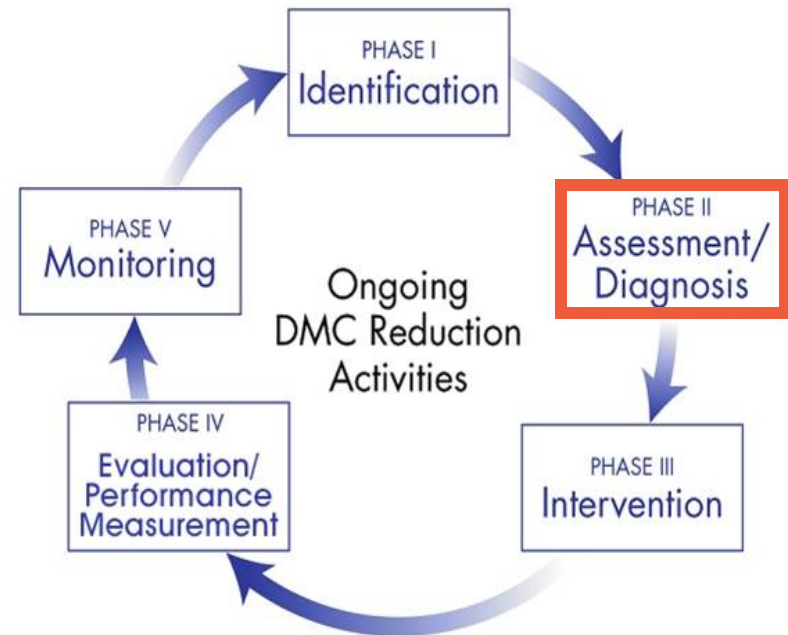 PHASE I
Identification
PHASE II
Assessment/
Diagnosis
PHASE III
Intervention
PHASE IV
Evaluation/
Performance
Measurement
PHASE V
Monitoring
Ongoing
DMC Reduction
Activities